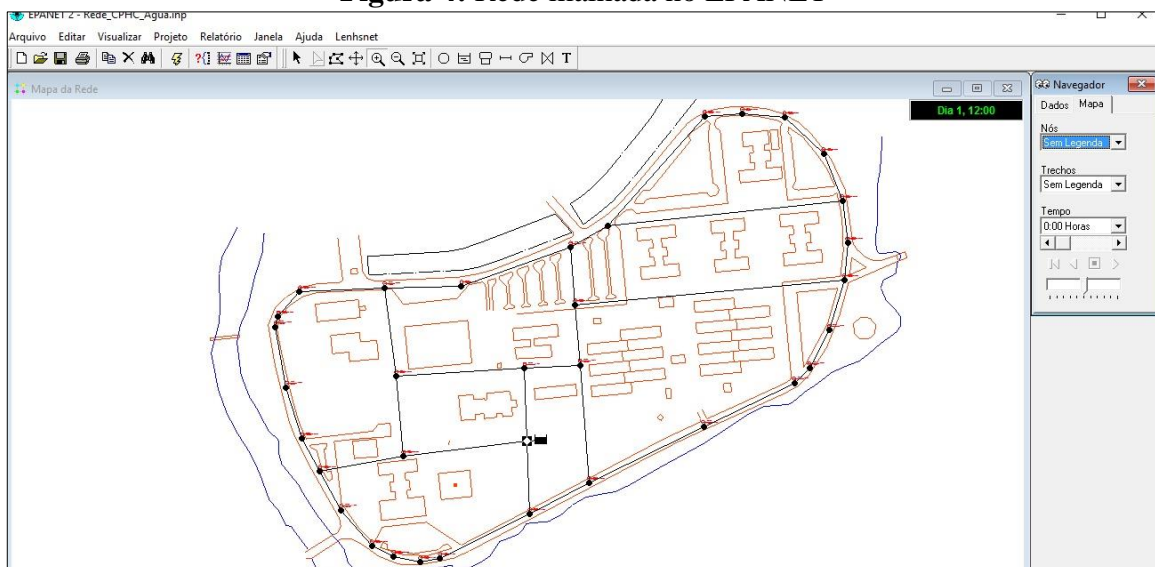 Figura 4. Rede malhada no EPANET
EPANET 2 - Rede_CPHC_Agua.inp
Arquivo Editar Visualizar Projeto Relatório Janela Ajuda Lenhsnet
T
Mapa da Rede
Dia 1, 12:00
Navegador
Dados Mapa
Nós
Sem Legenda
Trechos
Sem Legenda
Tempo
0:00 Horas